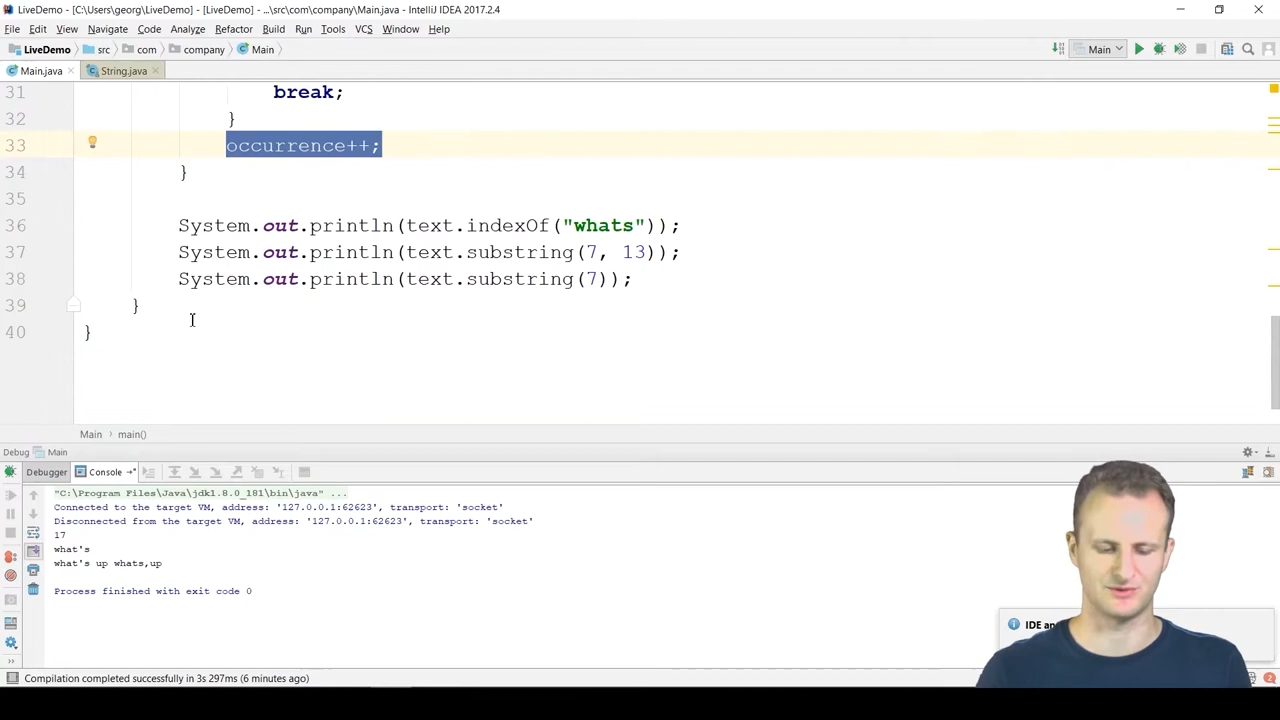 LiveDemo - [C:\Users\georg\LiveDemo] - [LiveDemo] - ...\src\com\company\Main.java - IntelliJ IDEA 2017.2.4
File Edit View Navigate Code Analyze Refactor Build Run Tools VCS Window Help
LiveDemo src com company Main Main
Main.java String.java
31 break;
32 }
33 occurrence++;
34 }
35
36 System.out.println(text.indexOf("whats"));
37 System.out.println(text.substring(7, 13));
38 System.out.println(text.substring(7));
39 }
40 }
Main main()
Debug Main
Debugger Console
"C:\Program Files\Java\jdk1.8.0_181\bin\java" ...
Connected to the target VM, address: '127.0.0.1:62623', transport: 'socket'
Disconnected from the target VM, address: '127.0.0.1:62623', transport: 'socket'
17
what's
what's up whats,up
Process finished with exit code 0
IDE
Compilation completed successfully in 3s 297ms (6 minutes ago)
2